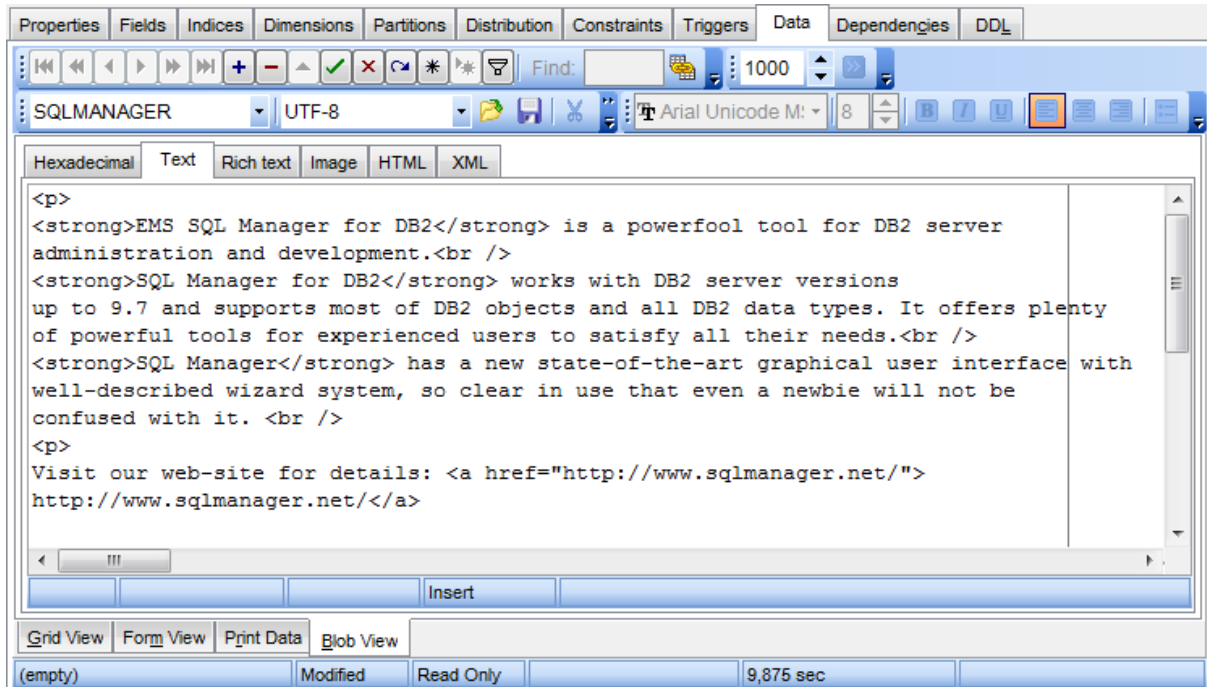 Properties Fields Indices Dimensions Partitions Distribution Constraints Triggers Data Dependencies DDL
Find: 1000
SQLMANAGER UTF-8 Arial Unicode M: 8 B I U
Hexadecimal Text Rich text Image HTML XML
<p>
<strong>EMS SQL Manager for DB2</strong> is a powerfool tool for DB2 server
administration and development.<br />
<strong>SQL Manager for DB2</strong> works with DB2 server versions
up to 9.7 and supports most of DB2 objects and all DB2 data types. It offers plenty
of powerful tools for experienced users to satisfy all their needs.<br />
<strong>SQL Manager</strong> has a new state-of-the-art graphical user interface with
well-described wizard system, so clear in use that even a newbie will not be
confused with it. <br />
<p>
Visit our web-site for details: <a href="http://www.sqlmanager.net/">
http://www.sqlmanager.net/</a>
Insert
Grid View Form View Print Data Blob View
(empty) Modified Read Only 9,875 sec